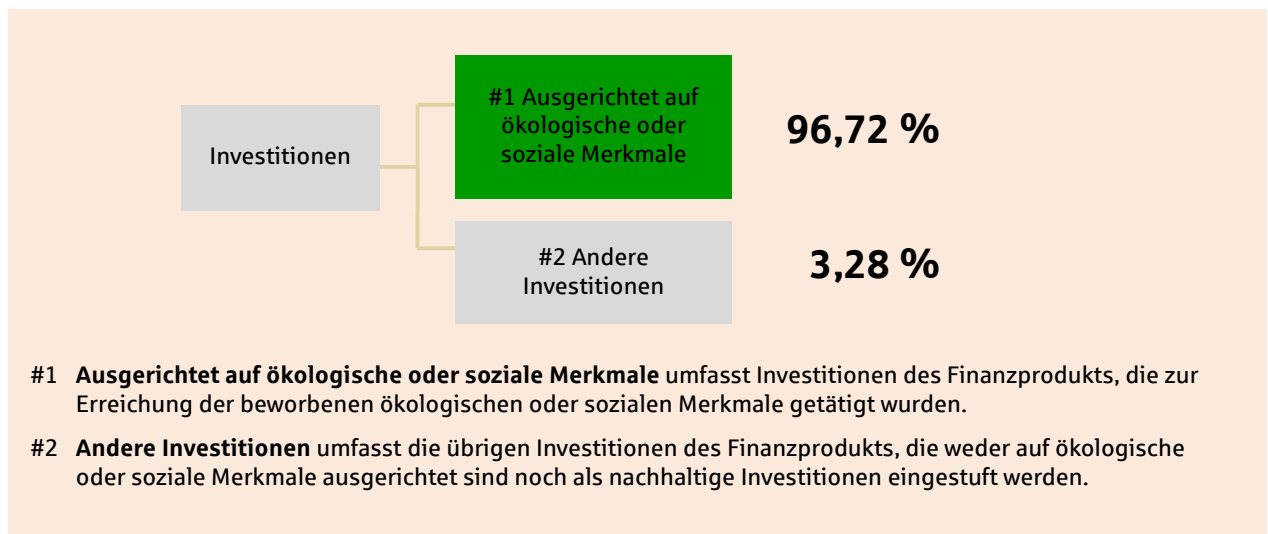 #1 Ausgerichtet auf
ökologische oder
soziale Merkmale
96,72 %
Investitionen
#2 Andere
Investitionen
3,28 %
#1 Ausgerichtet auf ökologische oder soziale Merkmale umfasst Investitionen des Finanzprodukts, die zur
Erreichung der beworbenen ökologischen oder sozialen Merkmale getätigt wurden.
#2 Andere Investitionen umfasst die übrigen Investitionen des Finanzprodukts, die weder auf ökologische
oder soziale Merkmale ausgerichtet sind noch als nachhaltige Investitionen eingestuft werden.